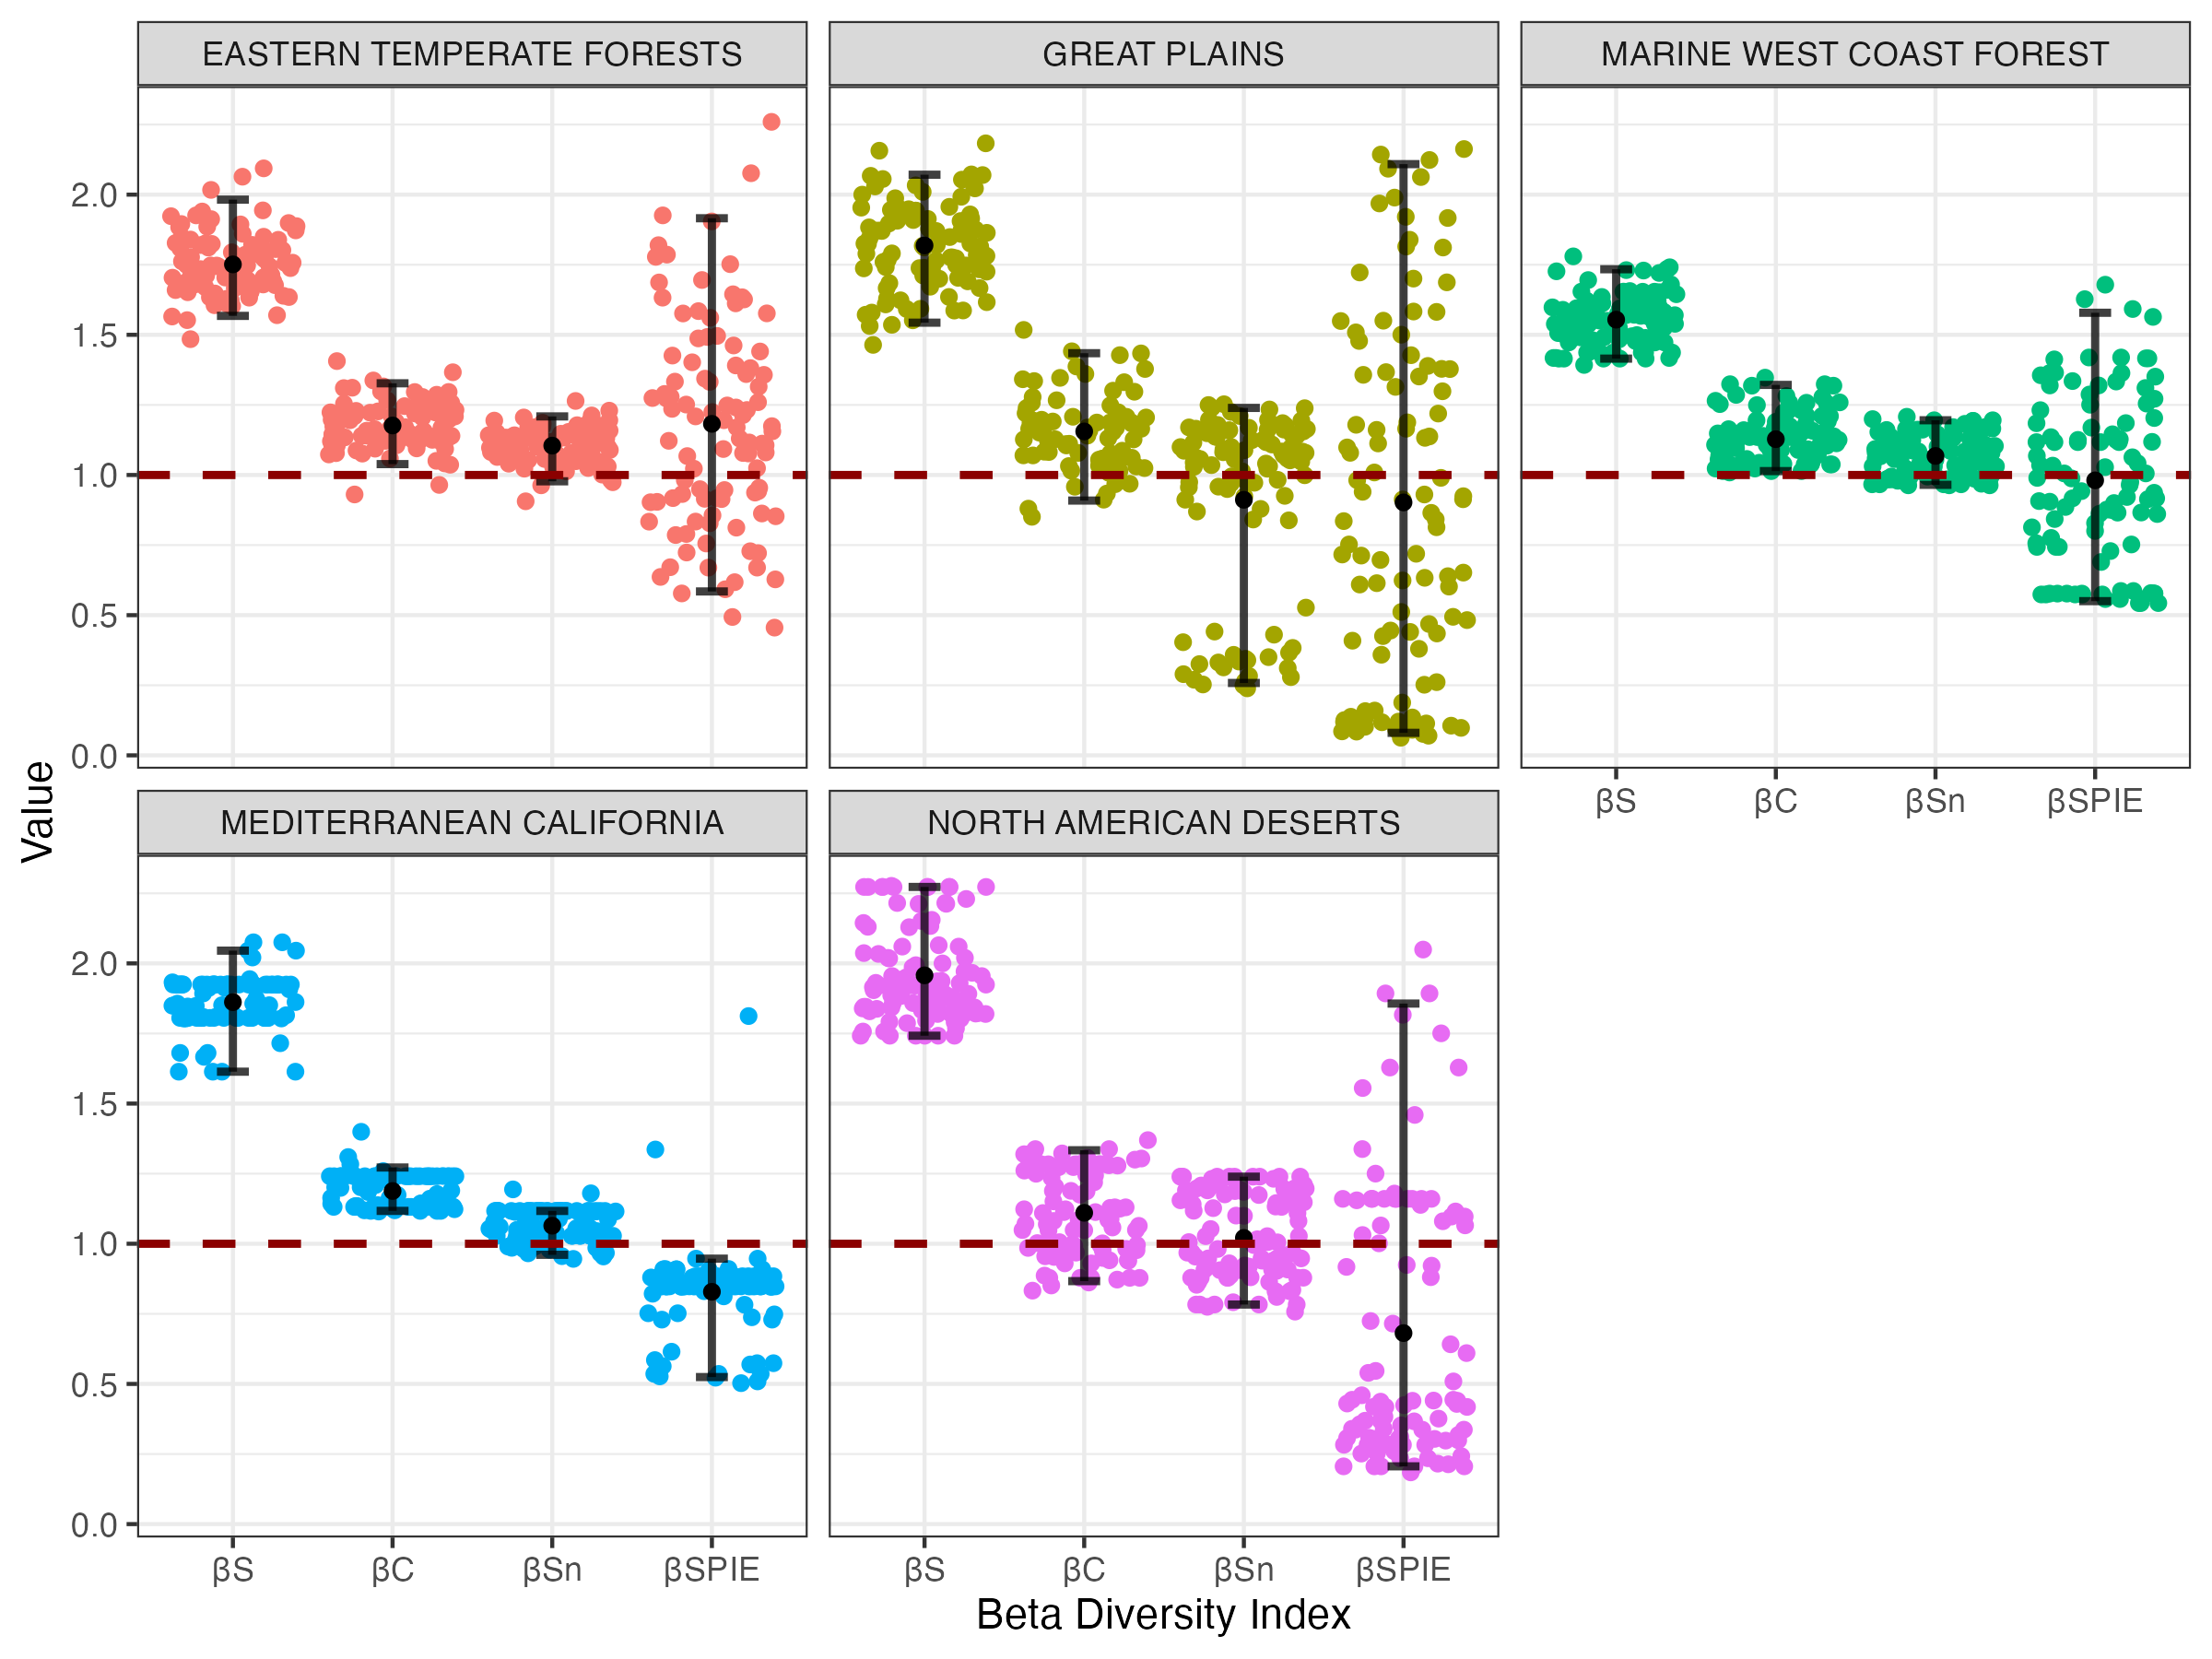 EASTERN TEMPERATE FORESTS
GREAT PLAINS
MARINE WEST COAST FOREST
2.0
1.5
1.0
0.5
0.0
βS βC βSn βSPIE
MEDITERRANEAN CALIFORNIA
NORTH AMERICAN DESERTS
2.0
1.5
1.0
0.5
0.0
βS βC βSn βSPIE
βS βC βSn βSPIE
Value
Beta Diversity Index